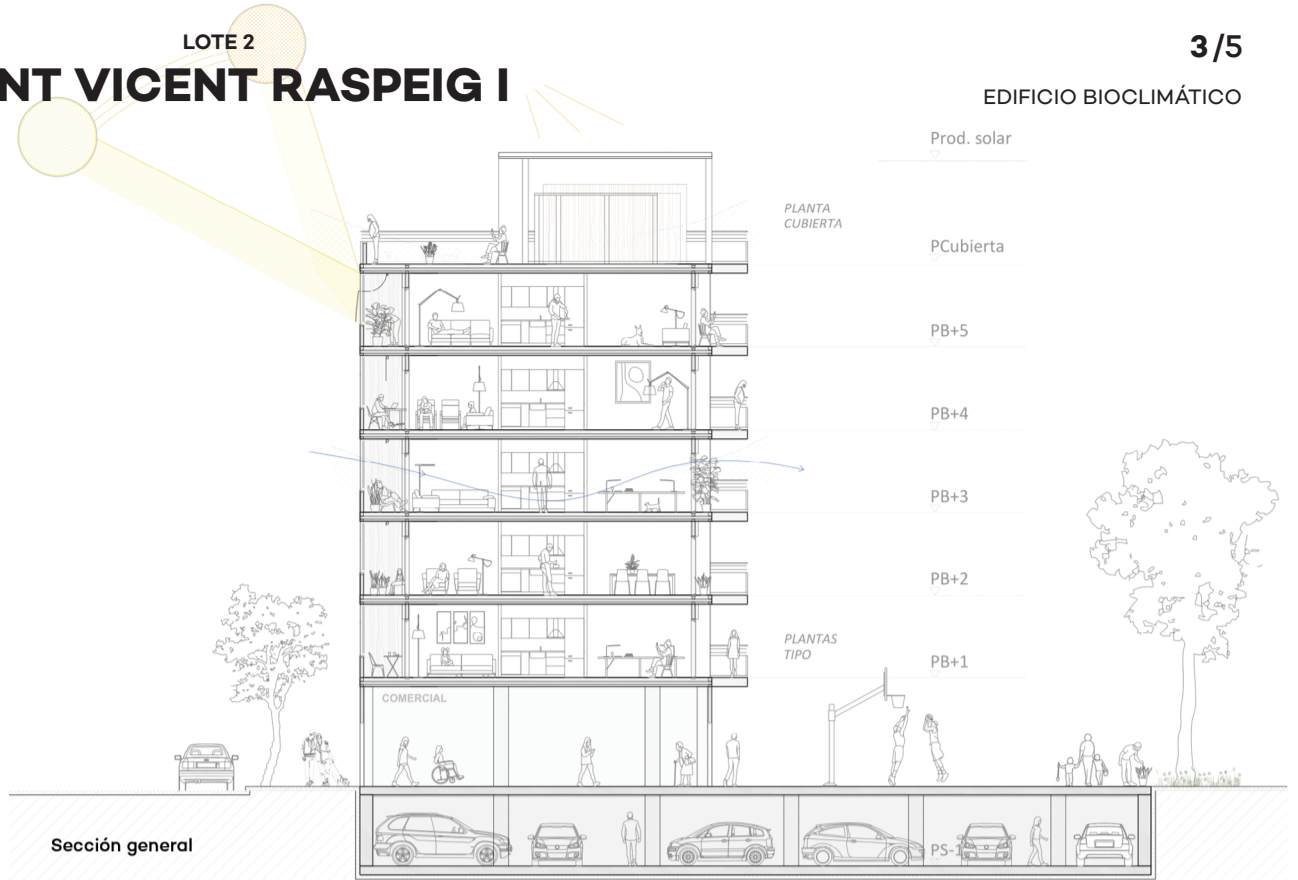 LOTE 2
NT VICENT RASPEIG I
3/5
EDIFICIO BIOCLIMÁTICO
Prod. solar
PLANTA
CUBIERTA
PCubierta
PB+5
PB+4
PB+3
PB+2
PLANTAS
TIPO
PB+1
COMERCIAL
Sección general
PS-1